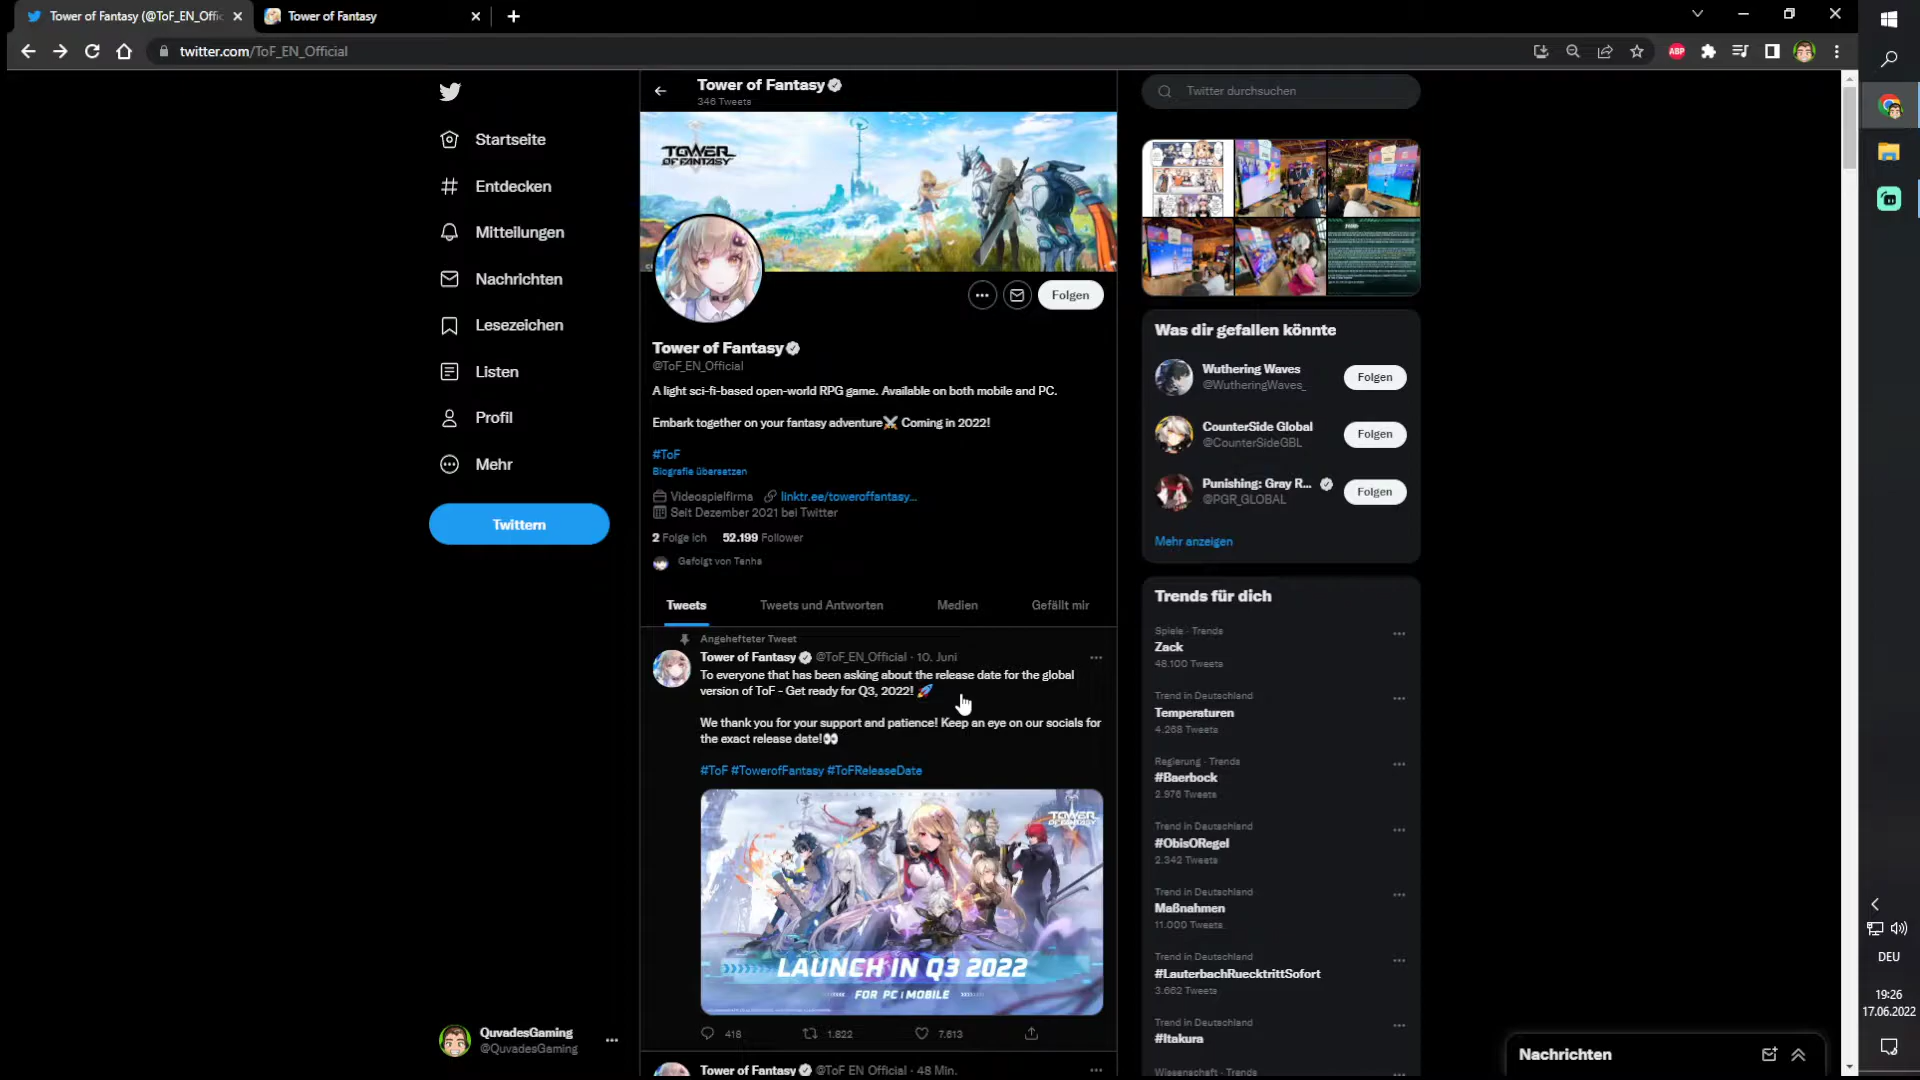 Tower of Fantasy (@ToF_EN_Offic
Tower of Fantasy
twitter.com/ToF_EN_Official
Startseite
Entdecken
Mitteilungen
Nachrichten
Lesezeichen
Listen
Profil
Mehr
Twittern
QuvadesGaming
@QuvadesGaming
Tower of Fantasy
346 Tweets
TOWER
OF FANTASY
Folgen
Tower of Fantasy
@ToF_EN_Official
A light sci-fi-based open-world RPG game. Available on both mobile and PC.
Embark together on your fantasy adventure⚔️ Coming in 2022!
#ToF
Biografie übersetzen
Videospielfirma linktr.ee/toweroffantasy...
Seit Dezember 2021 bei Twitter
2 Folge ich 52.199 Follower
Gefolgt von Tenha
Tweets Tweets und Antworten Medien Gefällt mir
Angehefteter Tweet
Tower of Fantasy @ToF_EN_Official · 10. Juni
To everyone that has been asking about the release date for the global
version of ToF - Get ready for Q3, 2022! 🚀
We thank you for your support and patience! Keep an eye on our socials for
the exact release date!👀
#ToF #TowerofFantasy #ToFReleaseDate
TOWER
OF FANTASY
LAUNCH IN Q3 2022
FOR PC | MOBILE
418 1.822 7.613
Tower of Fantasy @ToF_EN_Official · 48 Min.
Twitter durchsuchen
Was dir gefallen könnte
Wuthering Waves
@WutheringWaves_
Folgen
CounterSide Global
@CounterSideGBL
Folgen
Punishing: Gray R...
@PGR_GLOBAL
Folgen
Mehr anzeigen
Trends für dich
Spiele · Trends
Zack
48.100 Tweets
Trend in Deutschland
Temperaturen
4.268 Tweets
Regierung · Trends
#Baerbock
2.976 Tweets
Trend in Deutschland
#ObisORegel
2.342 Tweets
Trend in Deutschland
Maßnahmen
11.000 Tweets
Trend in Deutschland
#LauterbachRuecktrittSofort
3.662 Tweets
Trend in Deutschland
#Itakura
Wissenschaft · Trends
Nachrichten
ABP
DEU
19:26
17.06.2022